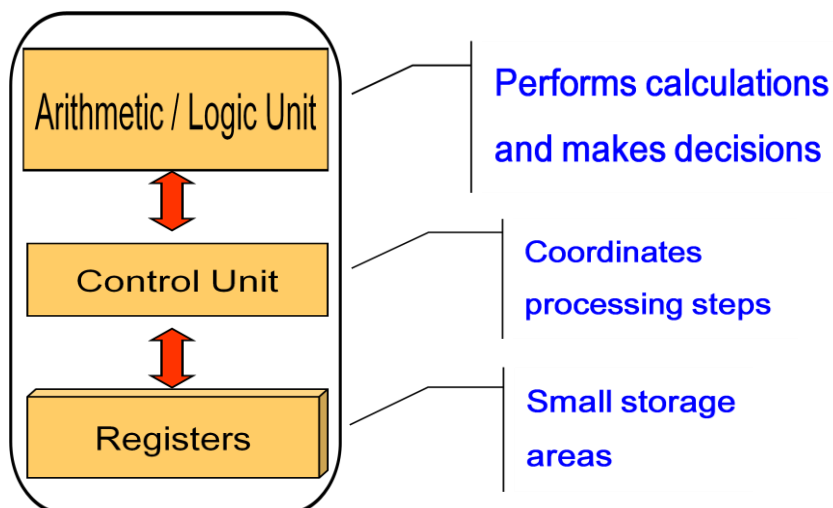 Arithmetic / Logic Unit
Performs calculations
and makes decisions
Control Unit
Coordinates
processing steps
Registers
Small storage
areas